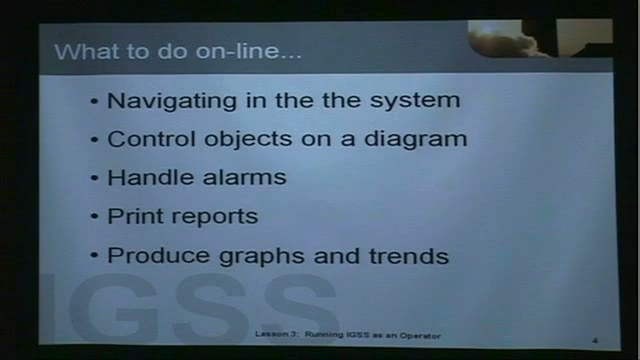 What to do on-line...
• Navigating in the the system
• Control objects on a diagram
• Handle alarms
• Print reports
• Produce graphs and trends
IGSS
Lesson 3: Running IGSS as an Operator
4